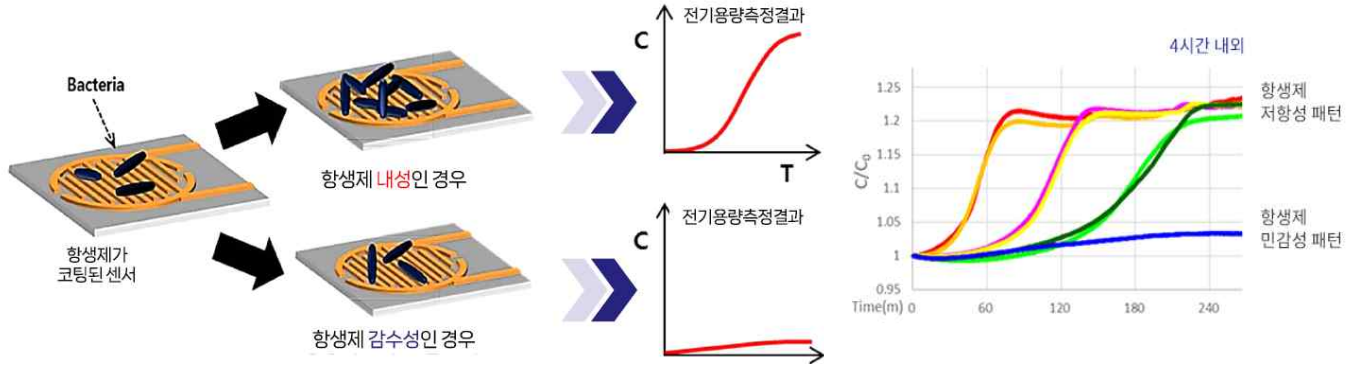 Bacteria
항생제가
코팅된 센서
항생제 내성인 경우
항생제 감수성인 경우
전기용량측정결과
C
T
전기용량측정결과
C
4시간 내외
1.25
1.2
1.15
1.1
1.05
1
0.95
C/C0
Time(m)
0
60
120
180
240
항생제
저항성 패턴
항생제
민감성 패턴